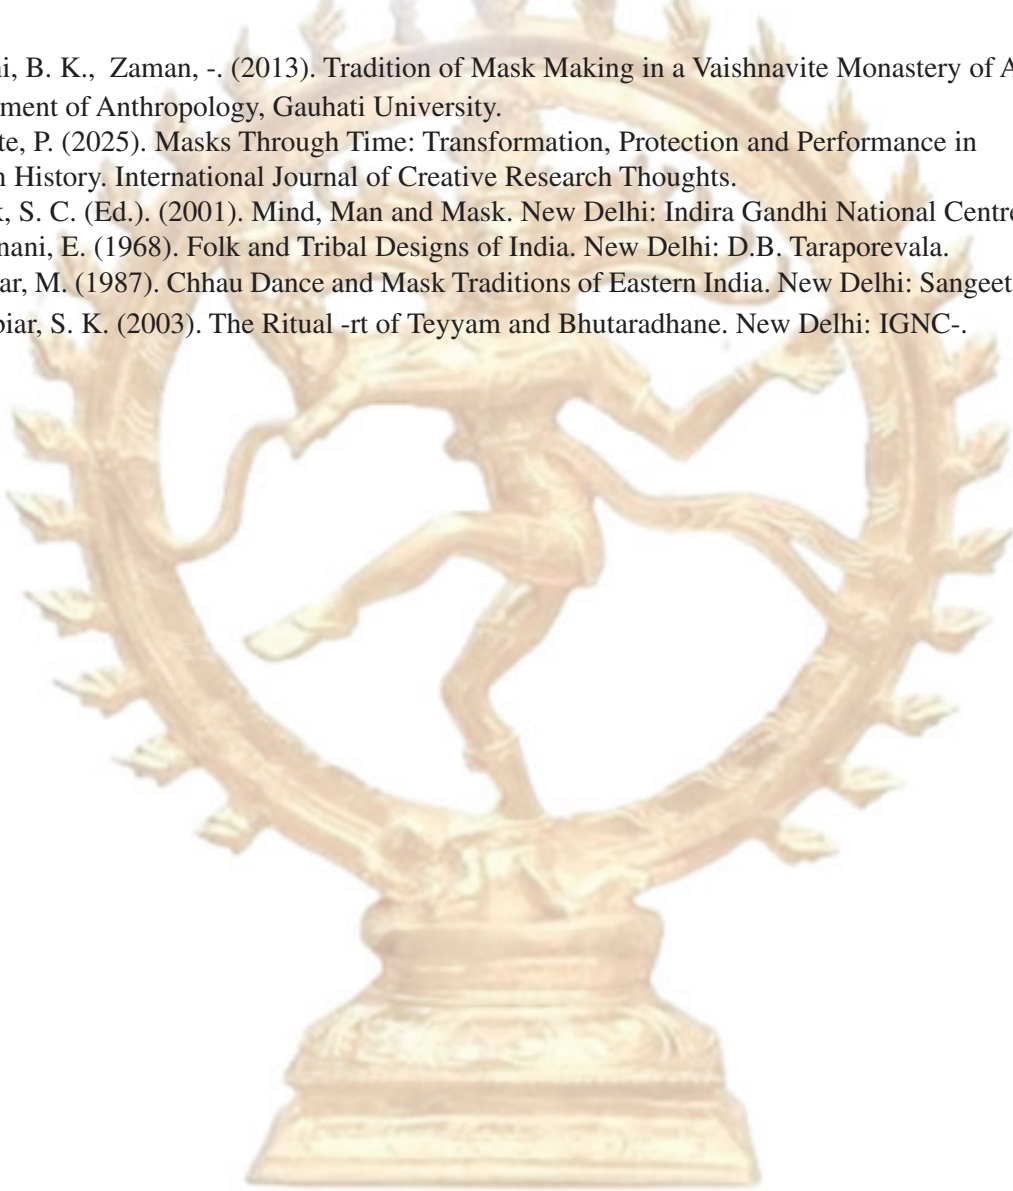 ni, B. K., Zaman, -. (2013). Tradition of Mask Making in a Vaishnavite Monastery of A
ment of Anthropology, Gauhati University.
te, P. (2025). Masks Through Time: Transformation, Protection and Performance in
n History. International Journal of Creative Research Thoughts.
k, S. C. (Ed.). (2001). Mind, Man and Mask. New Delhi: Indira Gandhi National Centre
nani, E. (1968). Folk and Tribal Designs of India. New Delhi: D.B. Taraporevala.
ar, M. (1987). Chhau Dance and Mask Traditions of Eastern India. New Delhi: Sangeet
biar, S. K. (2003). The Ritual -rt of Teyyam and Bhutaradhane. New Delhi: IGNC-.